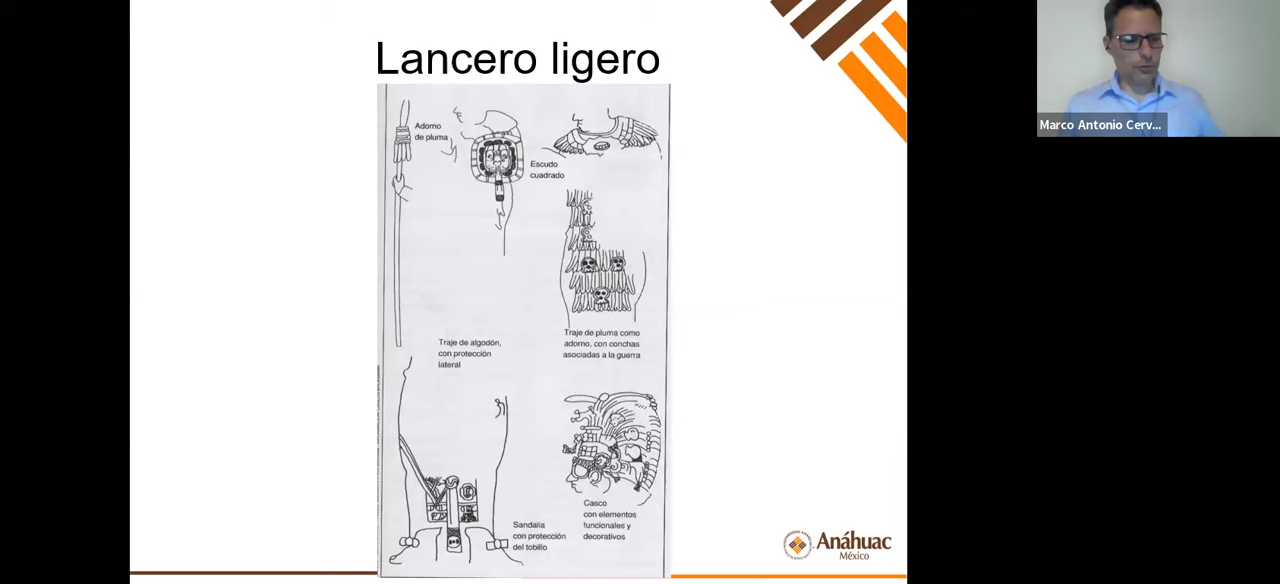 Lancero ligero
Adorno
de pluma
Escudo
cuadrado
Traje de algodón,
con protección
lateral
Traje de pluma como
adorno, con conchas
asociadas a la guerra
Sandalia
con protección
del tobillo
Casco
con elementos
funcionales y
decorativos
Marco Antonio Cerv...
Anáhuac
México